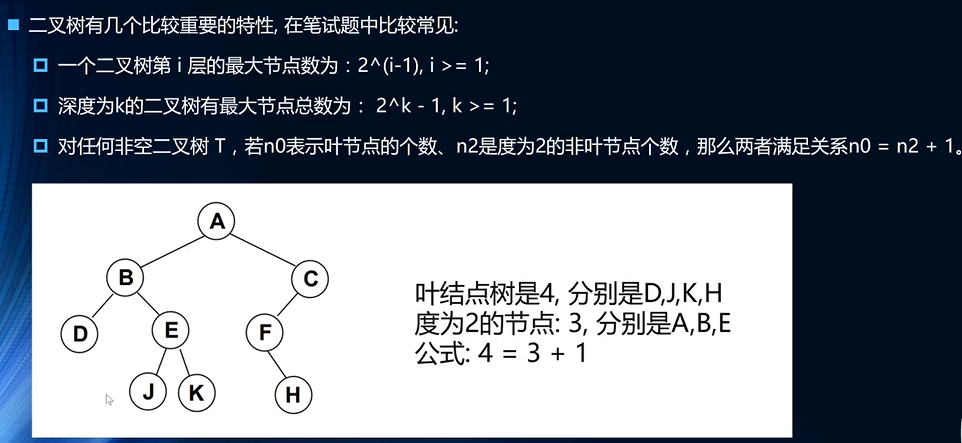 二叉树有几个比较重要的特性, 在笔试题中比较常见:
一个二叉树第 i 层的最大节点数为：2^(i-1), i >= 1;
深度为k的二叉树有最大节点总数为： 2^k - 1, k >= 1;
对任何非空二叉树 T，若n0表示叶节点的个数、n2是度为2的非叶节点个数，那么两者满足关系n0 = n2 + 1。
A
B C
D E F
J K H
叶结点树是4, 分别是D,J,K,H
度为2的节点: 3, 分别是A,B,E
公式: 4 = 3 + 1